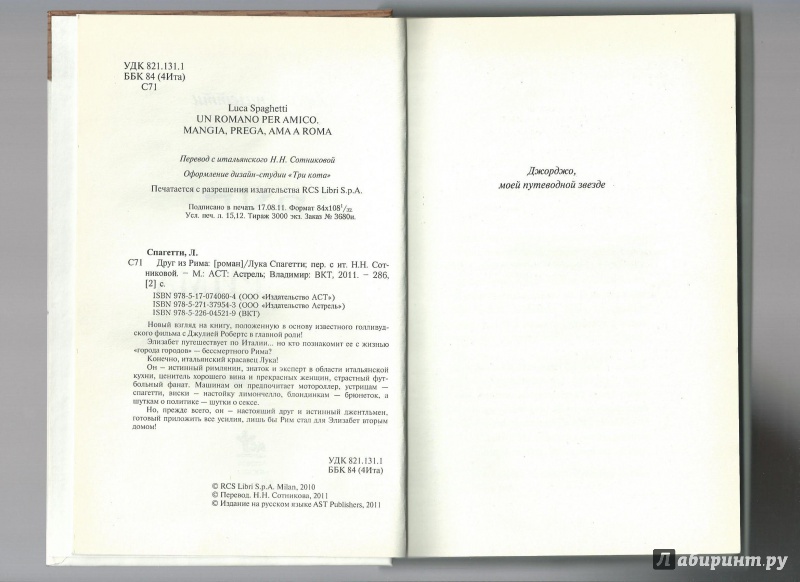 УДК 821.131.1
ББК 84 (4Ита)
С71
Luca Spaghetti
UN ROMANO PER AMICO.
MANGIA, PREGA, AMA A ROMA
Перевод с итальянского Н.Н. Сотниковой
Оформление дизайн-студии «Три кота»
Печатается с разрешения издательства RCS Libri S.p.A.
Подписано в печать 17.08.11. Формат 84х108¹/₃₂
Усл. печ. л. 15,12. Тираж 3000 экз. Заказ № 3680и.
Спагетти, Л.
С71 Друг из Рима: [роман]/Лука Спагетти; пер. с ит. Н.Н. Сот-
никовой. – М.: АСТ: Астрель; Владимир: ВКТ, 2011. – 286,
[2] с.
ISBN 978-5-17-074060-4 (ООО «Издательство АСТ»)
ISBN 978-5-271-37954-3 (ООО «Издательство Астрель»)
ISBN 978-5-226-04521-9 (ВКТ)
Новый взгляд на книгу, положенную в основу известного голливуд-
ского фильма с Джулией Робертс в главной роли!
Элизабет путешествует по Италии... но кто познакомит ее с жизнью
«города городов» – бессмертного Рима?
Конечно, итальянский красавец Лука!
Он – истинный римлянин, знаток и эксперт в области итальянской
кухни, ценитель хорошего вина и прекрасных женщин, страстный фут-
больный фанат. Машинам он предпочитает мотороллер, устрицам –
спагетти, виски – настойку лимончелло, блондинкам – брюнеток, а
шуткам о политике – шутки о сексе.
Но, прежде всего, он – настоящий друг и истинный джентльмен,
готовый приложить все усилия, лишь бы Рим стал для Элизабет вторым
домом!
УДК 821.131.1
ББК 84 (4Ита)
© RCS Libri S.p.A. Milan, 2010
© Перевод. Н.Н. Сотникова, 2011
© Издание на русском языке AST Publishers, 2011
Джорджо,
моей путеводной звезде
Лабиринт.ру